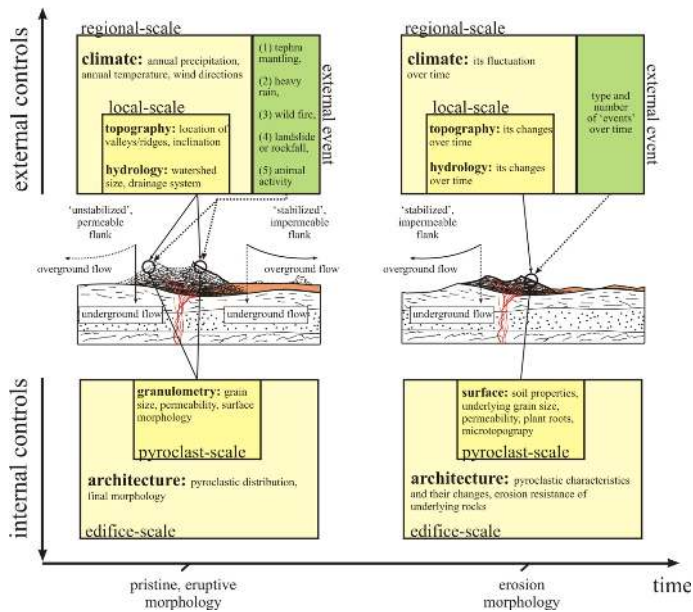 external controls
regional-scale
climate: annual precipitation,
annual temperature, wind directions
local-scale
topography: location of
valleys/ridges, inclination
hydrology: watershed
size, drainage system
(1) tephra
mantling,
(2) heavy
rain,
(3) wild fire,
(4) landslide
or rockfall,
(5) animal
activity
external event
regional-scale
climate: its fluctuation
over time
local-scale
topography: its changes
over time
hydrology: its changes
over time
type and
number
of 'events'
over time
external event
'unstabilized',
permeable
flank
'stabilized',
impermeable
flank
overground flow
overground flow
underground flow
underground flow
'stabilized',
impermeable
flank
overground flow
underground flow
internal controls
granulometry: grain
size, permeability, surface
morphology
pyroclast-scale
architecture: pyroclastic distribution,
final morphology
edifice-scale
surface: soil properties,
underlying grain size,
permeability, plant roots,
microtopograpy
pyroclast-scale
architecture: pyroclastic characteristics
and their changes, erosion resistance of
underlying rocks
edifice-scale
pristine, eruptive
morphology
erosion
morphology
time